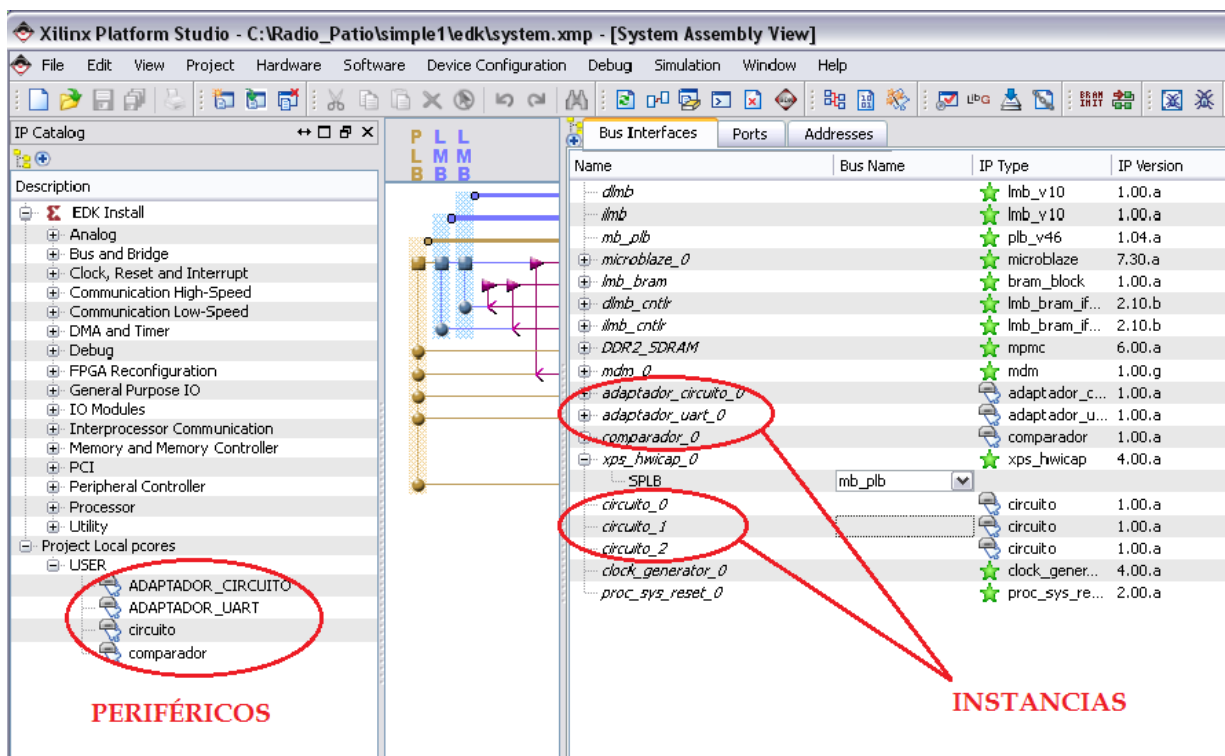 Xilinx Platform Studio - C:\Radio_Patio\simple1\edk\system.xmp - [System Assembly View]
File Edit View Project Hardware Software Device Configuration Debug Simulation Window Help
IP Catalog
Description
EDK Install
Analog
Bus and Bridge
Clock, Reset and Interrupt
Communication High-Speed
Communication Low-Speed
DMA and Timer
Debug
FPGA Reconfiguration
General Purpose IO
IO Modules
Interprocessor Communication
Memory and Memory Controller
PCI
Peripheral Controller
Processor
Utility
Project Local pcores
USER
ADAPTADOR_CIRCUITO
ADAPTADOR_UART
circuito
comparador
PERIFÉRICOS
P L L
L M M
B B B
Bus Interfaces Ports Addresses
Name Bus Name IP Type IP Version
dlmb lmb_v10 1.00.a
ilmb lmb_v10 1.00.a
mb_plb plb_v46 1.04.a
microblaze_0 microblaze 7.30.a
lmb_bram bram_block 1.00.a
dlmb_cntlr lmb_bram_if... 2.10.b
ilmb_cntlr lmb_bram_if... 2.10.b
DDR2_SDRAM mpmc 6.00.a
mdm_0 mdm 1.00.g
adaptador_circuito_0 adaptador_c... 1.00.a
adaptador_uart_0 adaptador_u... 1.00.a
comparador_0 comparador 1.00.a
xps_hwicap_0 xps_hwicap 4.00.a
SPLB mb_plb
circuito_0 circuito 1.00.a
circuito_1 circuito 1.00.a
circuito_2 circuito 1.00.a
clock_generator_0 clock_gener... 4.00.a
proc_sys_reset_0 proc_sys_re... 2.00.a
INSTANCIAS